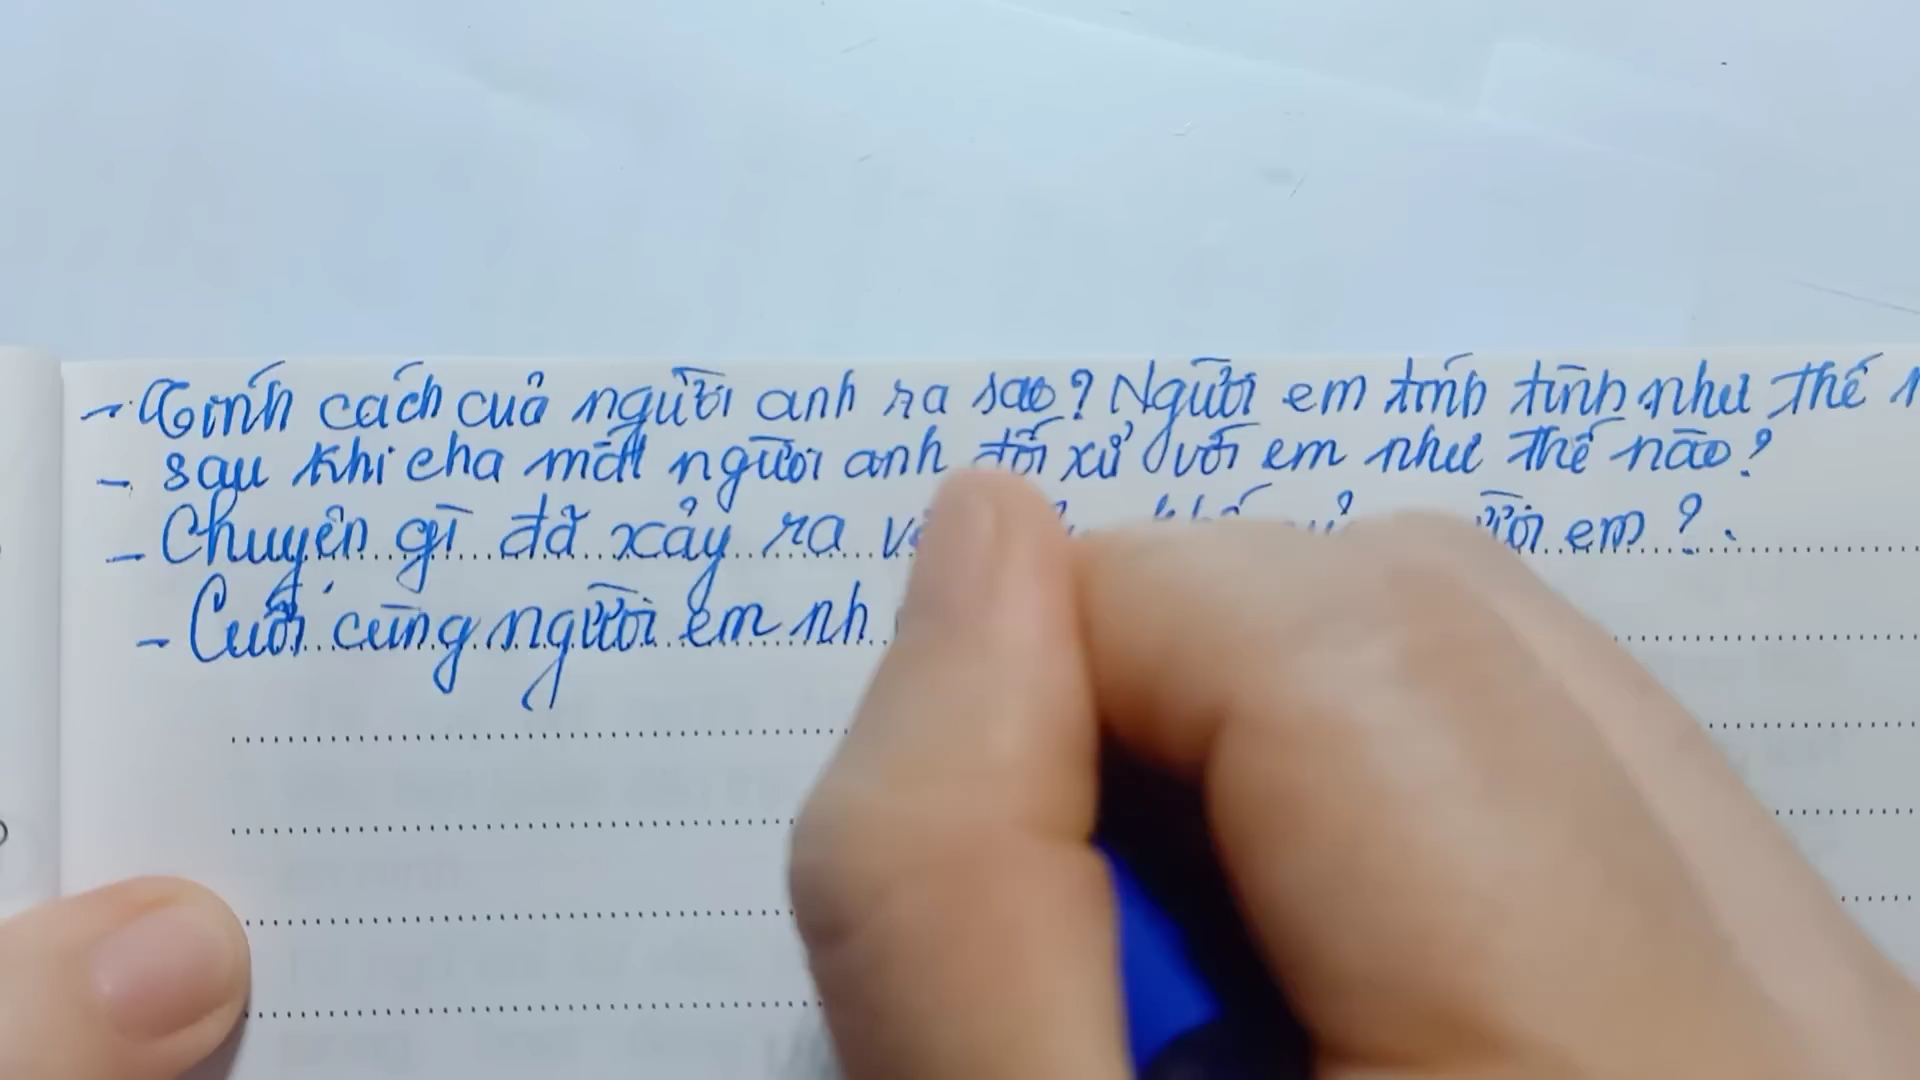 - Tính cách của người anh ra sao? Người em tính tình như thế
- sau khi cha mất người anh đối xử với em như thế nào?
- Chuyện gì đã xảy ra em?.
- Cuối cùng người em nh